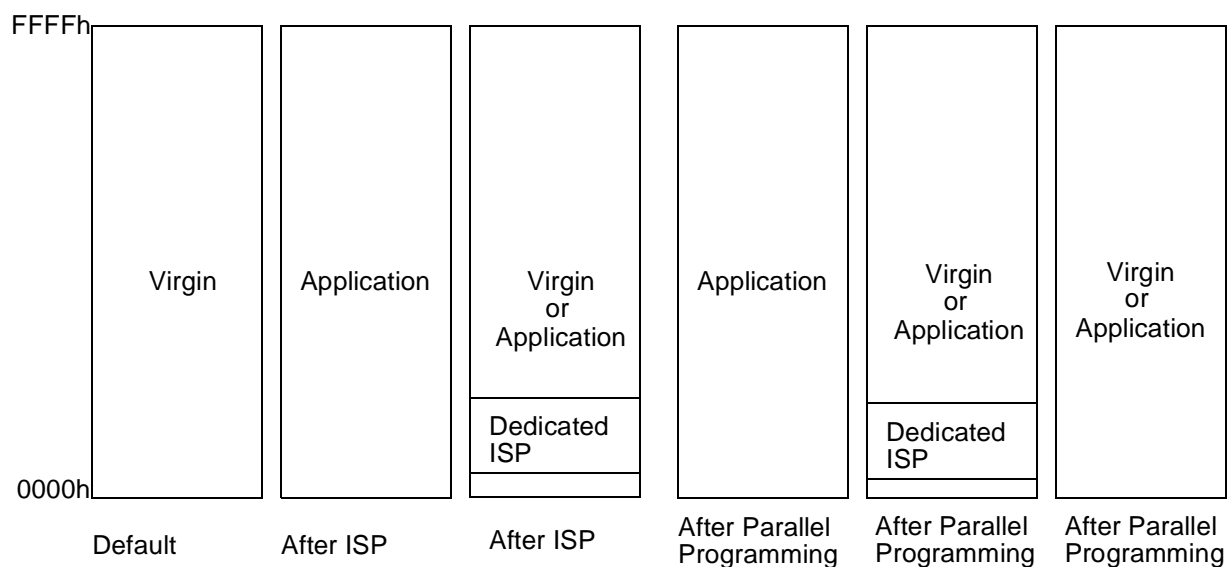 FFFFh
Virgin
Application
Virgin
or
Application
Dedicated
ISP
Application
Virgin
or
Application
Dedicated
ISP
Virgin
or
Application
0000h
Default
After ISP
After ISP
After Parallel
Programming
After Parallel
Programming
After Parallel
Programming